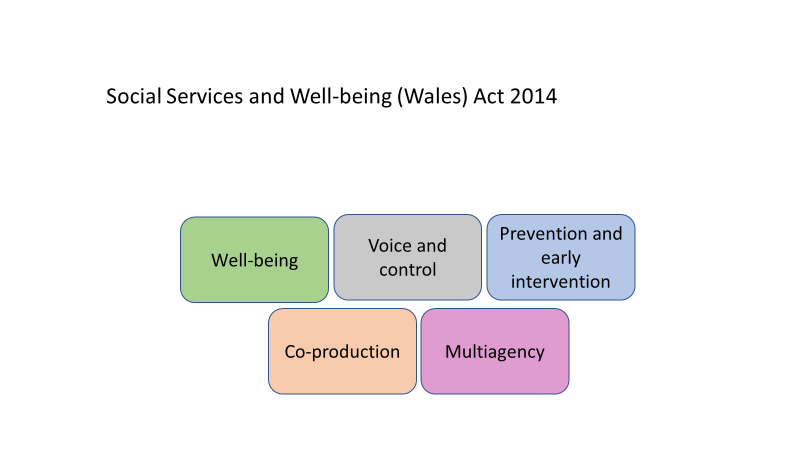 Social Services and Well-being (Wales) Act 2014
Well-being
Voice and
control
Prevention and
early
intervention
Co-production
Multiagency